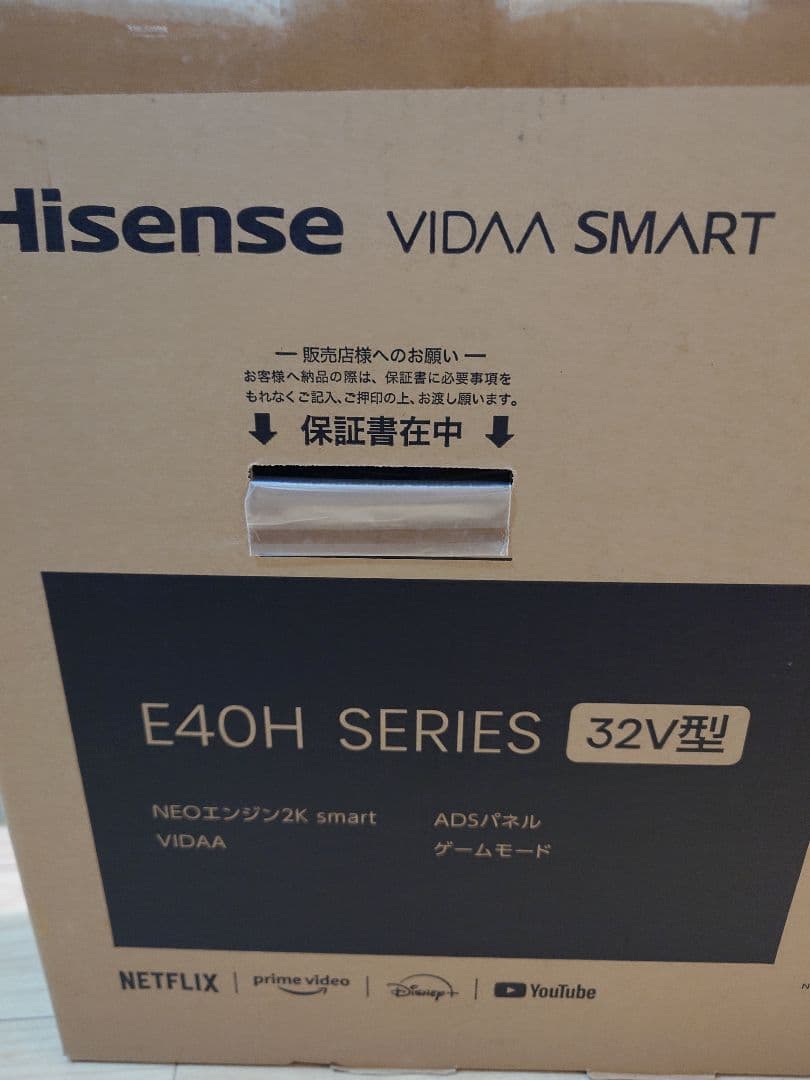 Hisense VIDAA SMART
販売店様へのお願い
お客様へ納品の際は、保証書に必要事項を
もれなくご記入、ご押印の上、お渡し願います。
保証書在中
E40H SERIES 32V型
NEOエンジン2K smart ADSパネル
VIDAA ゲームモード
NETFLIX | prime video | Disney+ | YouTube